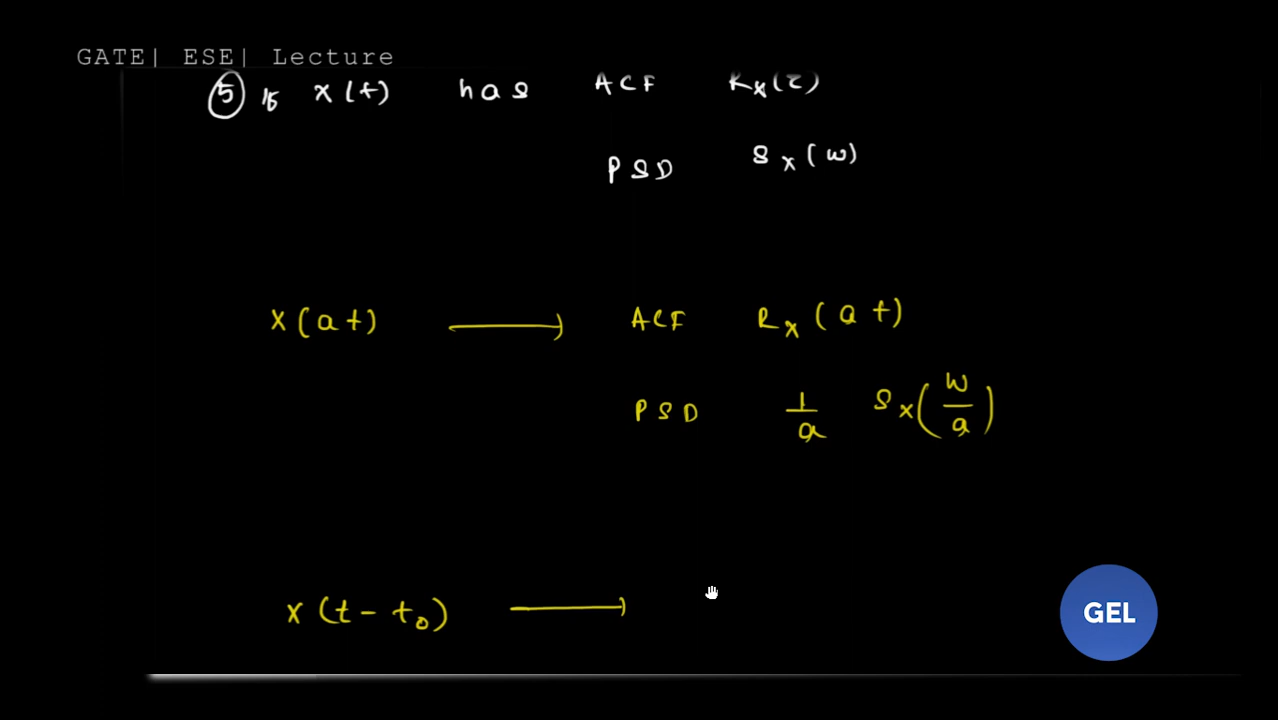 GATE| ESE| Lecture
⑤ If X(t) has ACF Rx(τ)
PSD Sx(ω)
X(at) ⟶ ACF Rx(at)
PSD 1/a Sx(ω/a)
X(t - t₀) ⟶
GEL